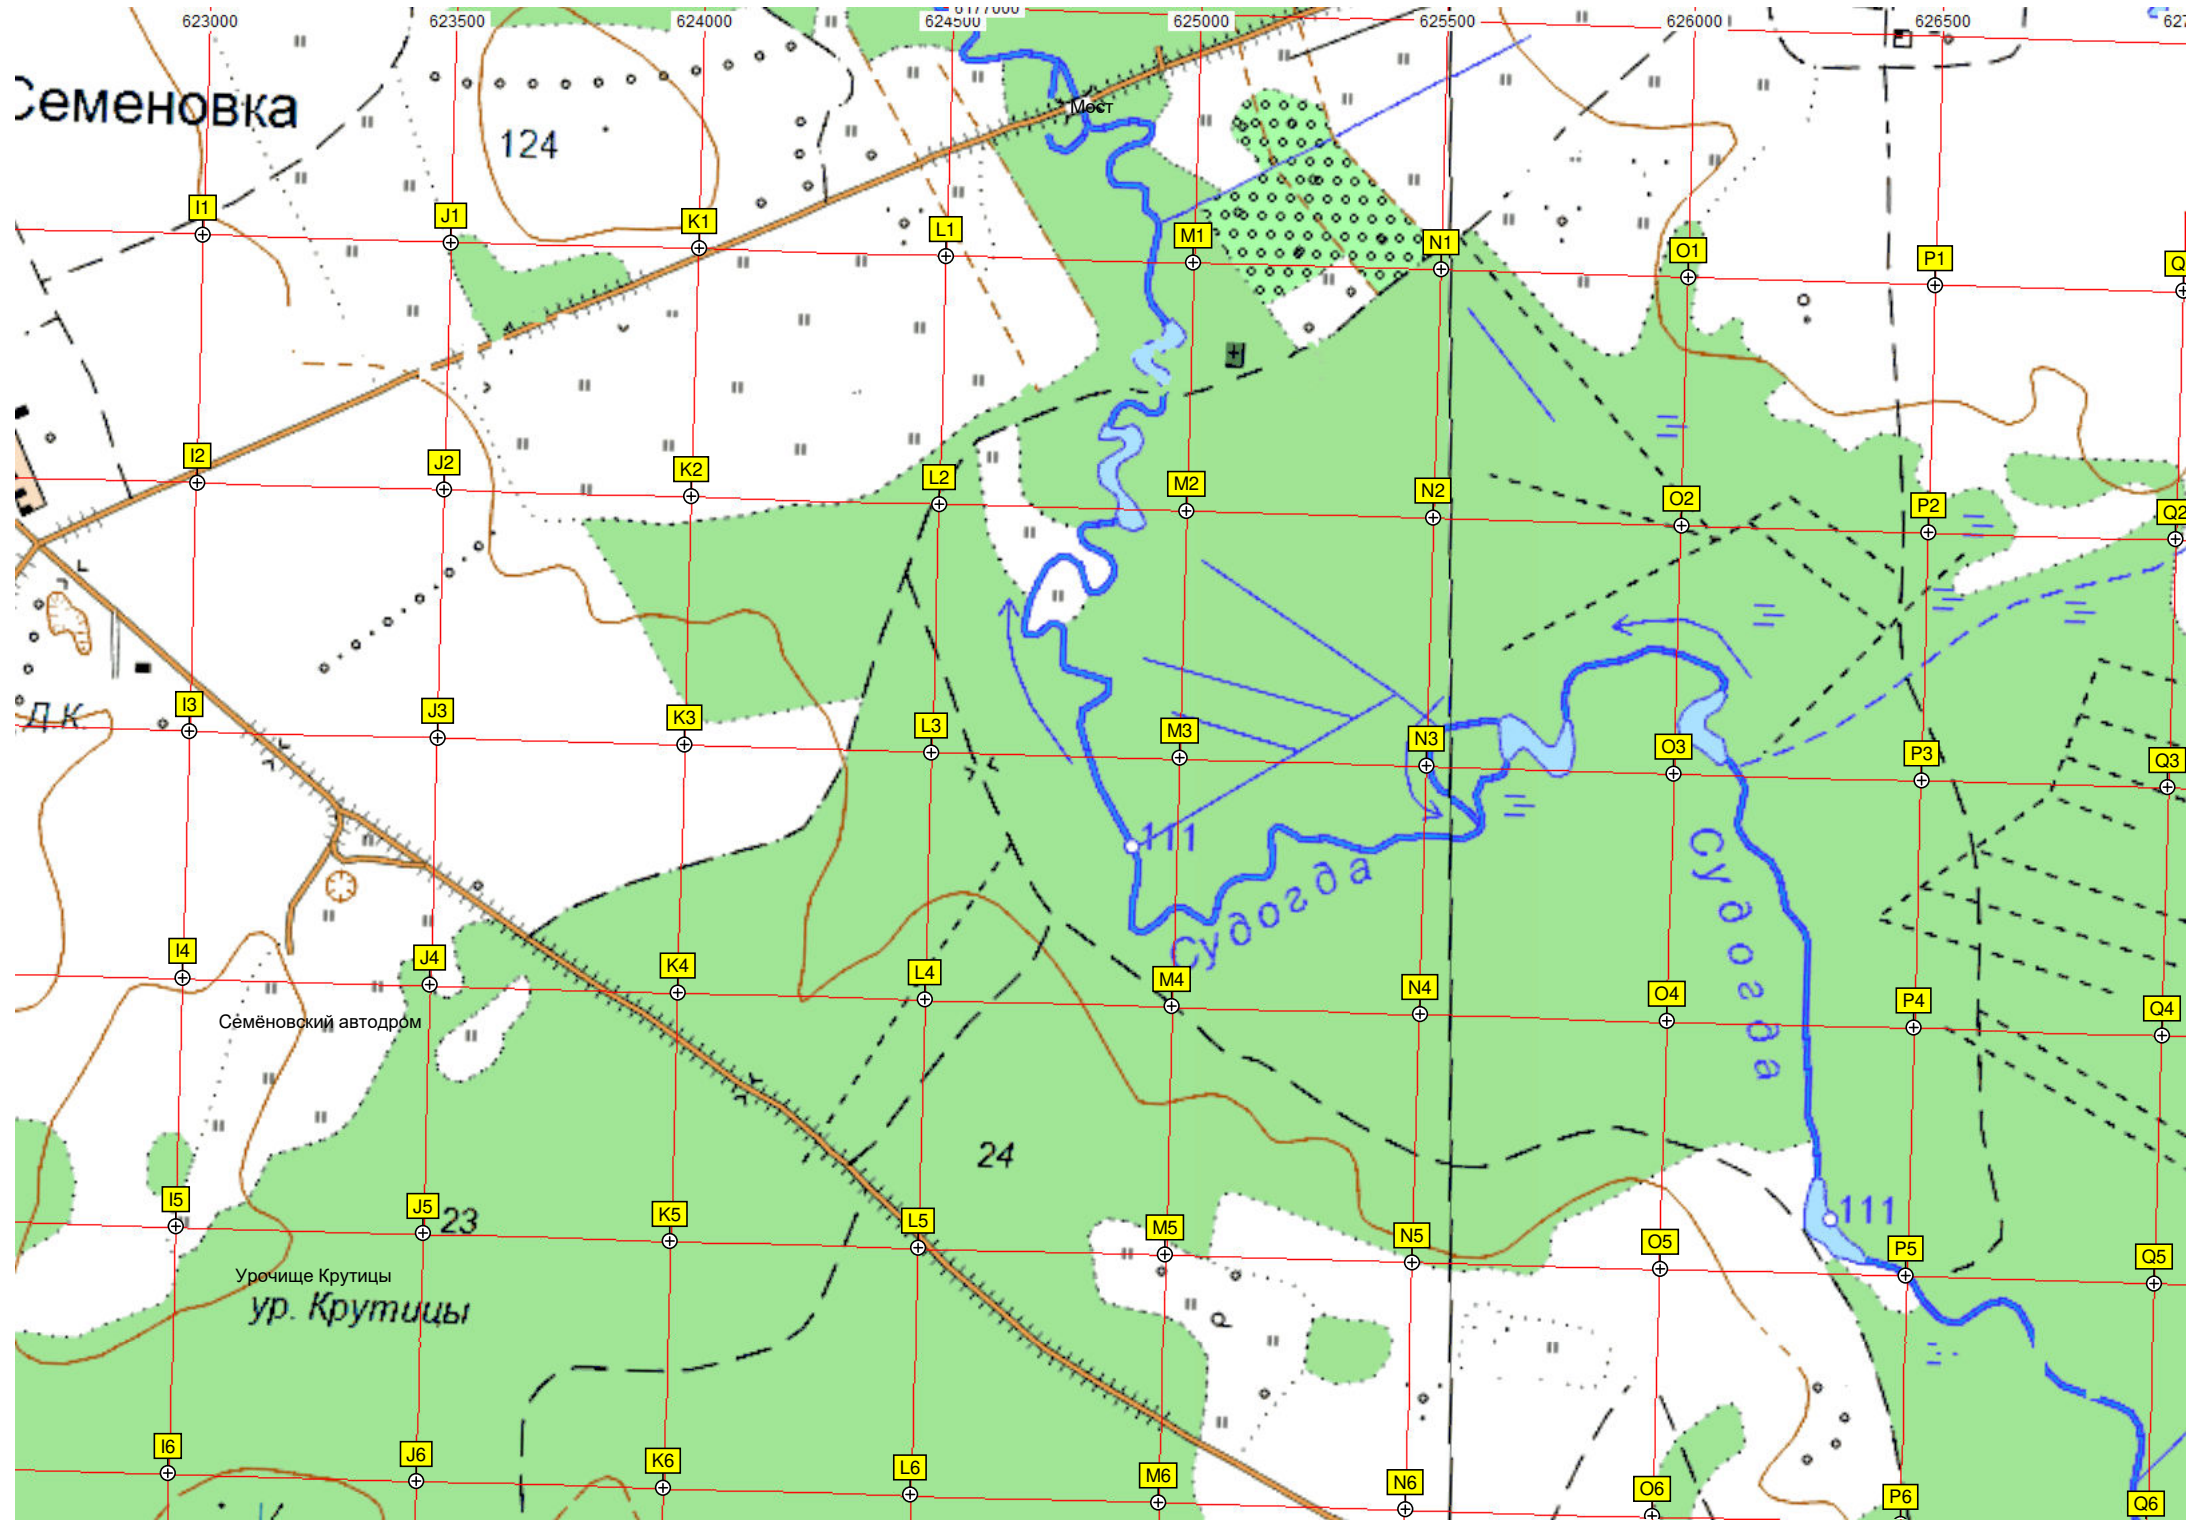 623000 623500 624000 624500 6177000 625000 625500 626000 626500 627
Семеновка
124
Мост
I1 J1 K1 L1 M1 N1 O1 P1 Q
I2 J2 K2 L2 M2 N2 O2 P2 Q2
I3 J3 K3 L3 M3 N3 O3 P3 Q3
Д.К.
111
Судогда
Судогда
I4 J4 K4 L4 M4 N4 O4 P4 Q4
Семёновский автодром
24
I5 J5 K5 L5 M5 N5 O5 P5 Q5
23
111
Урочище Крутицы
ур. Крутицы
I6 J6 K6 L6 M6 N6 O6 P6 Q6